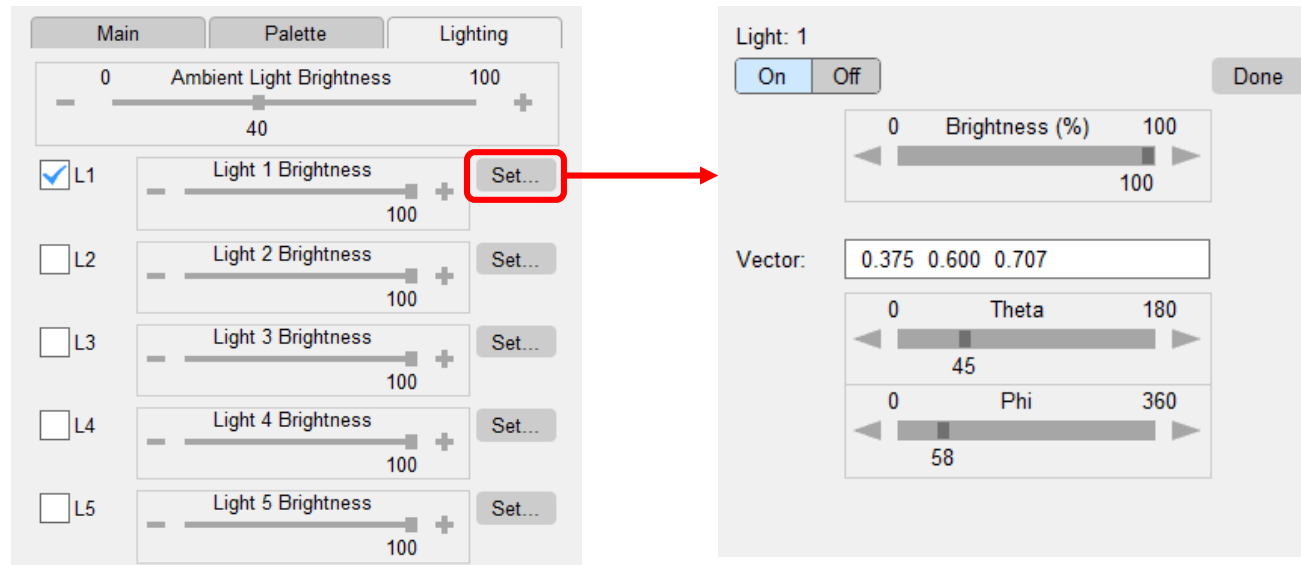 Main Palette Lighting
0 Ambient Light Brightness 100
40
L1 Light 1 Brightness Set...
100
L2 Light 2 Brightness Set...
100
L3 Light 3 Brightness Set...
100
L4 Light 4 Brightness Set...
100
L5 Light 5 Brightness Set...
100
Light: 1
On Off Done
0 Brightness (%) 100
100
Vector: 0.375 0.600 0.707
0 Theta 180
45
0 Phi 360
58